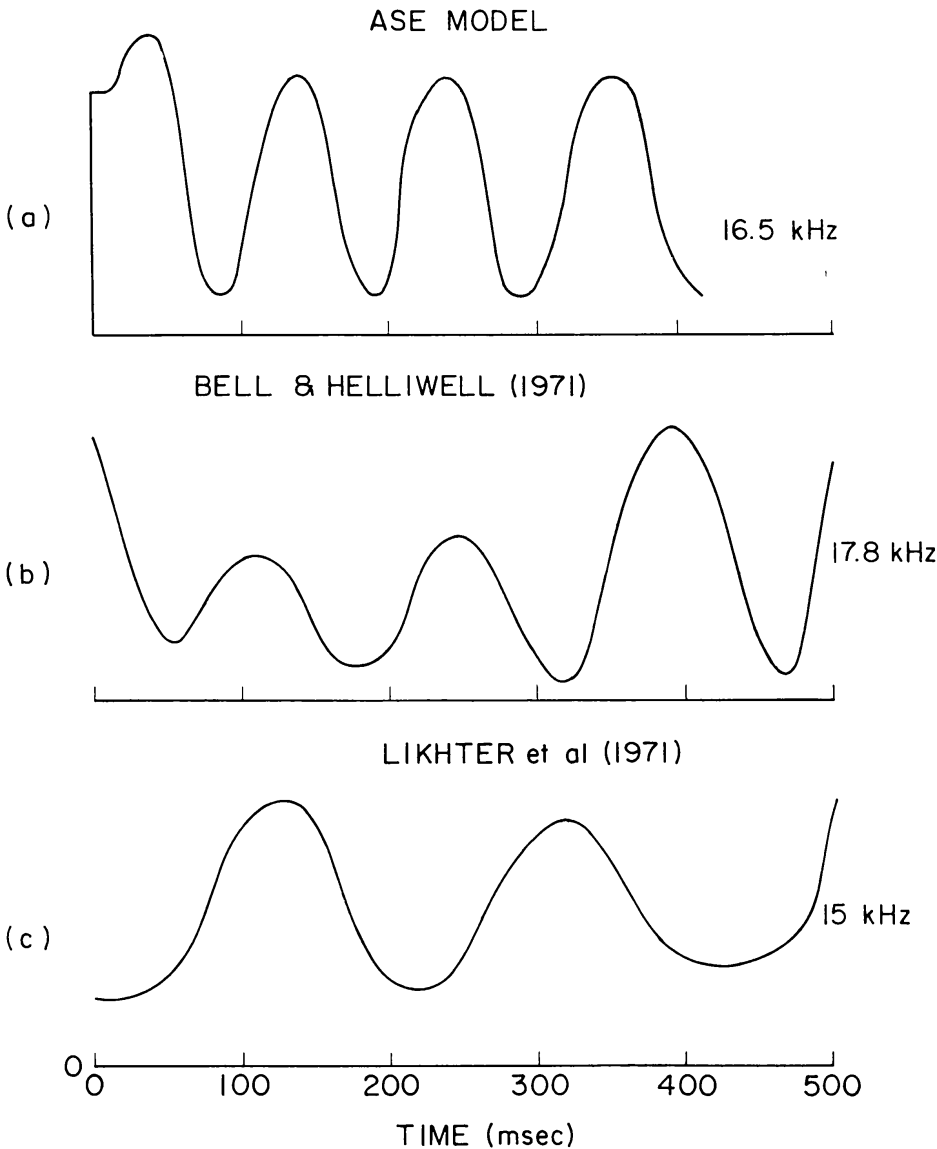 ASE MODEL
(a)
16.5 kHz
BELL & HELLIWELL (1971)
(b)
17.8 kHz
LIKHTER et al (1971)
(c)
15 kHz
0
0 100 200 300 400 500
TIME (msec)